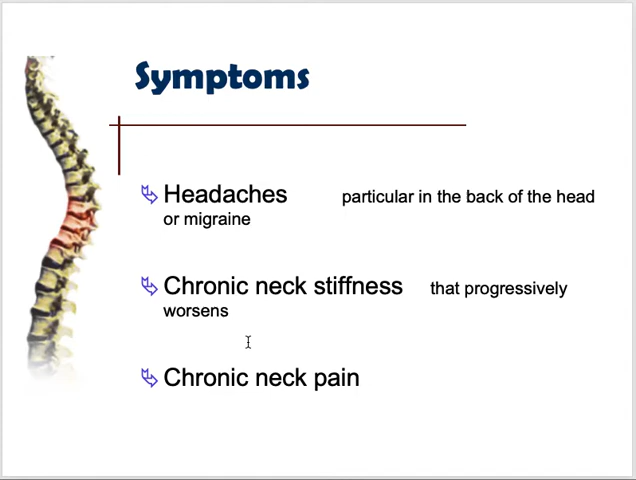 Symptoms
Headaches particular in the back of the head
or migraine
Chronic neck stiffness that progressively
worsens
Chronic neck pain